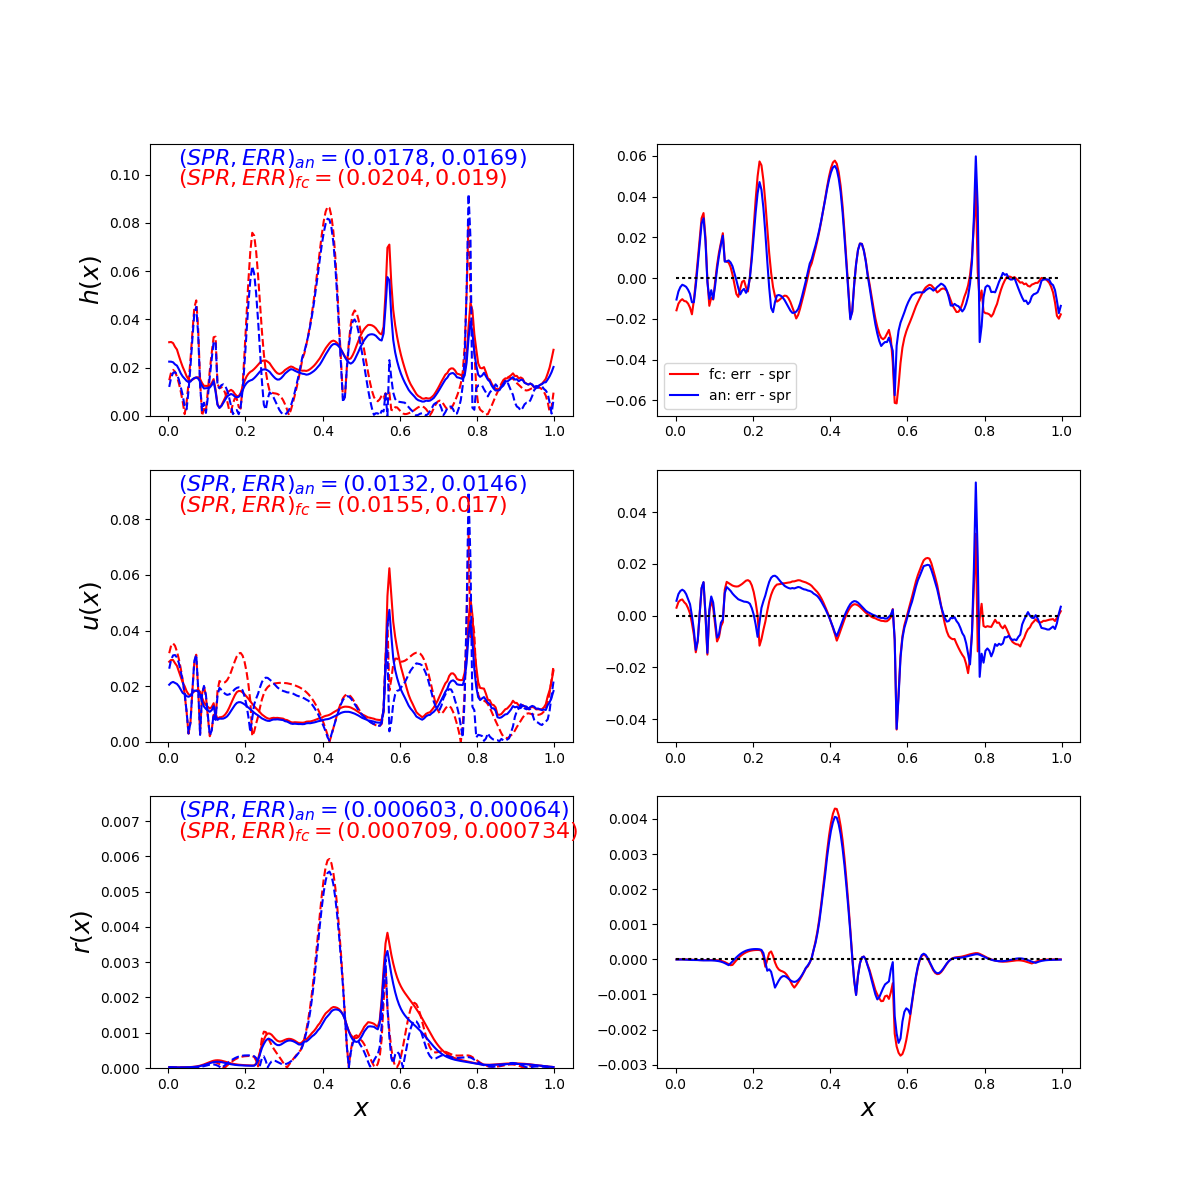 (SPR, ERR)an = (0.0178, 0.0169)
(SPR, ERR)fc = (0.0204, 0.019)
h(x)
0.10
0.08
0.06
0.04
0.02
0.00
0.0 0.2 0.4 0.6 0.8 1.0
0.06
0.04
0.02
0.00
−0.02
−0.04
−0.06
fc: err - spr
an: err - spr
0.0 0.2 0.4 0.6 0.8 1.0
(SPR, ERR)an = (0.0132, 0.0146)
(SPR, ERR)fc = (0.0155, 0.017)
u(x)
0.08
0.06
0.04
0.02
0.00
0.0 0.2 0.4 0.6 0.8 1.0
0.04
0.02
0.00
−0.02
−0.04
0.0 0.2 0.4 0.6 0.8 1.0
(SPR, ERR)an = (0.000603, 0.00064)
(SPR, ERR)fc = (0.000709, 0.000734)
r(x)
0.007
0.006
0.005
0.004
0.003
0.002
0.001
0.000
0.0 0.2 0.4 0.6 0.8 1.0
x
0.004
0.003
0.002
0.001
0.000
−0.001
−0.002
−0.003
0.0 0.2 0.4 0.6 0.8 1.0
x